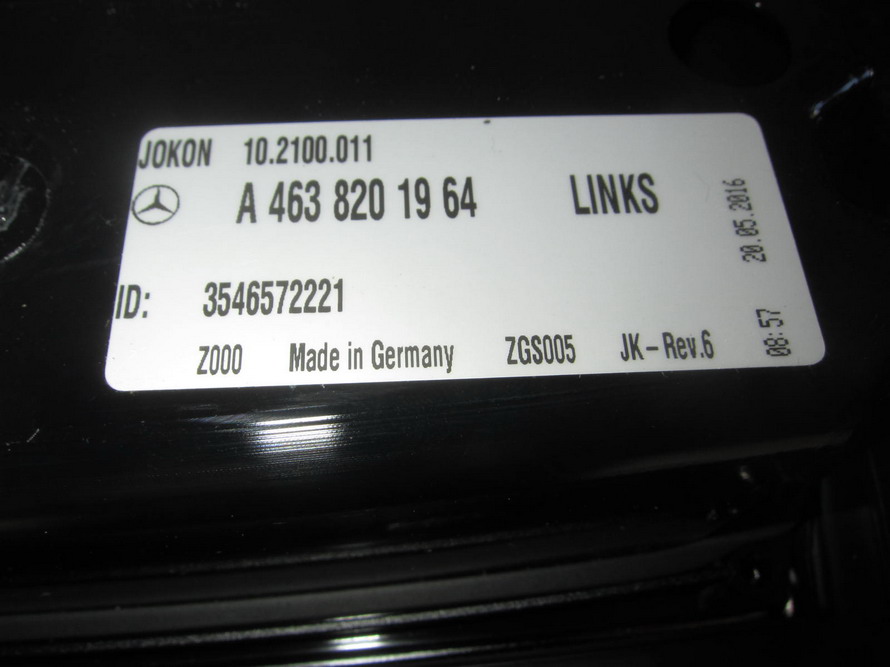 JOKON 10.2100.011
A 463 820 19 64 LINKS
ID: 3546572221
Z000 Made in Germany ZGS005 JK-Rev.6
08:57 20.05.2016